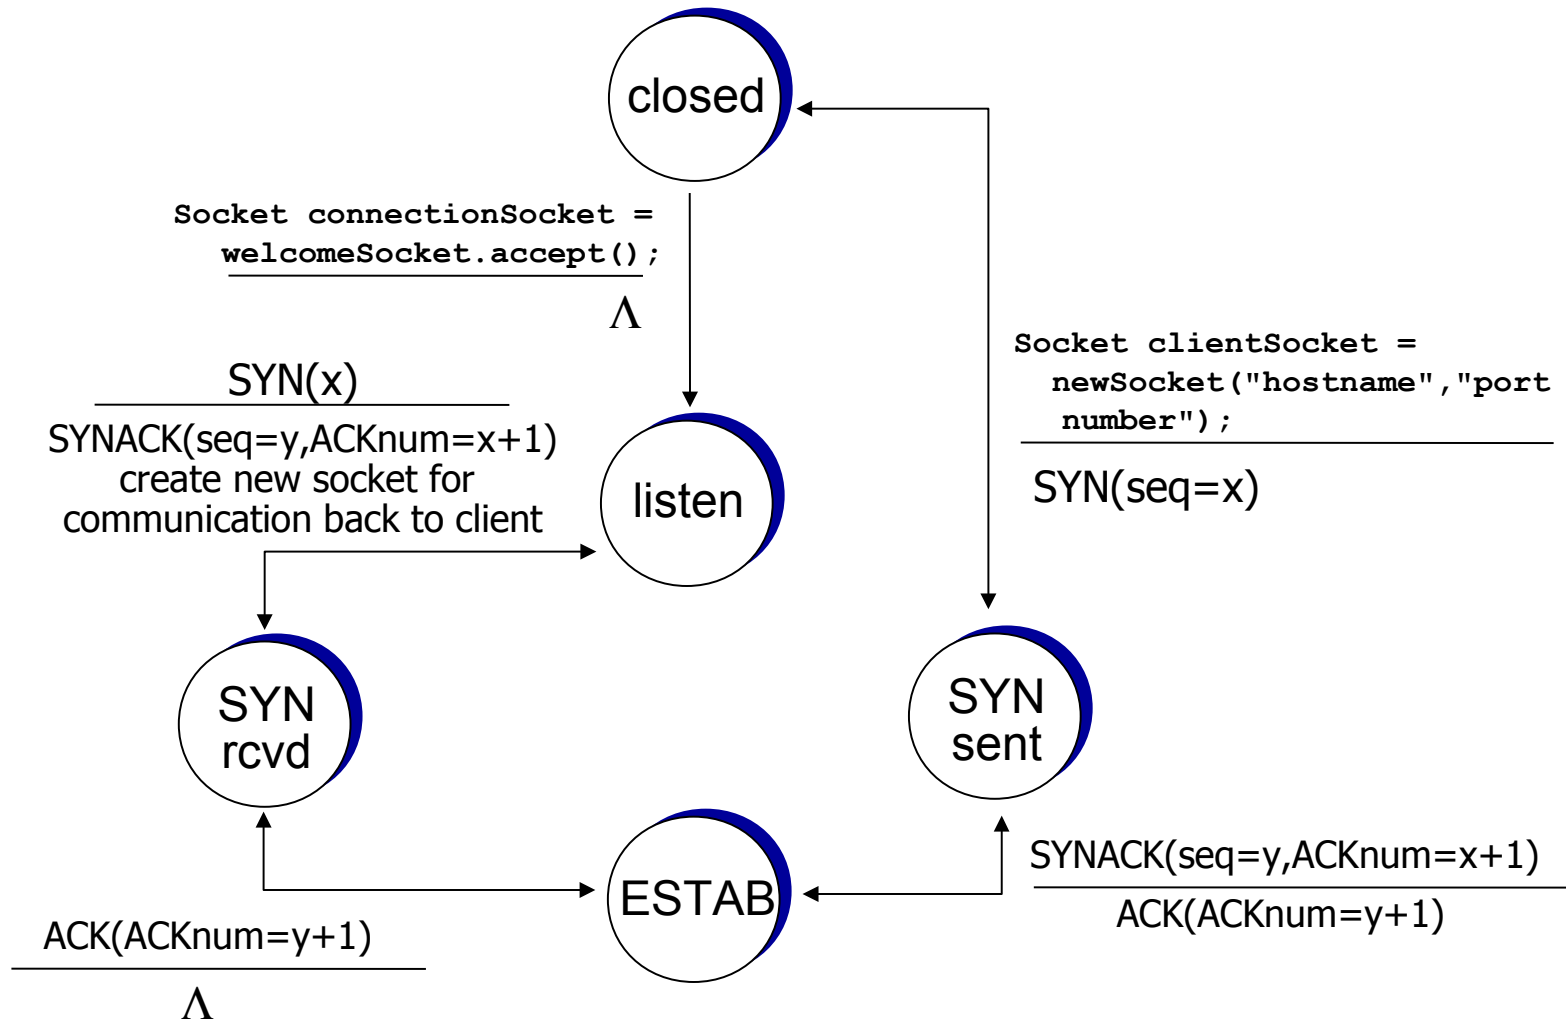 closed
Socket connectionSocket =
welcomeSocket.accept();
Λ
Socket clientSocket =
newSocket("hostname","port
number");
SYN(seq=x)
SYN(x)
SYNACK(seq=y,ACKnum=x+1)
create new socket for
communication back to client
listen
SYN
rcvd
SYN
sent
ESTAB
SYNACK(seq=y,ACKnum=x+1)
ACK(ACKnum=y+1)
ACK(ACKnum=y+1)
Λ